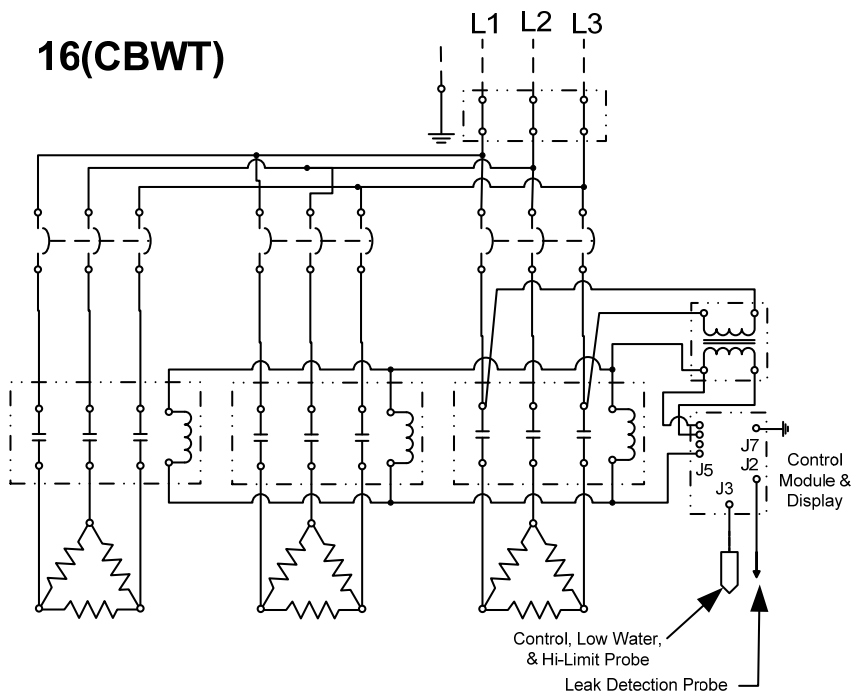 16(CBWT)
L1 L2 L3
J7
J5 J2
J3
Control
Module &
Display
Control, Low Water,
& Hi-Limit Probe
Leak Detection Probe